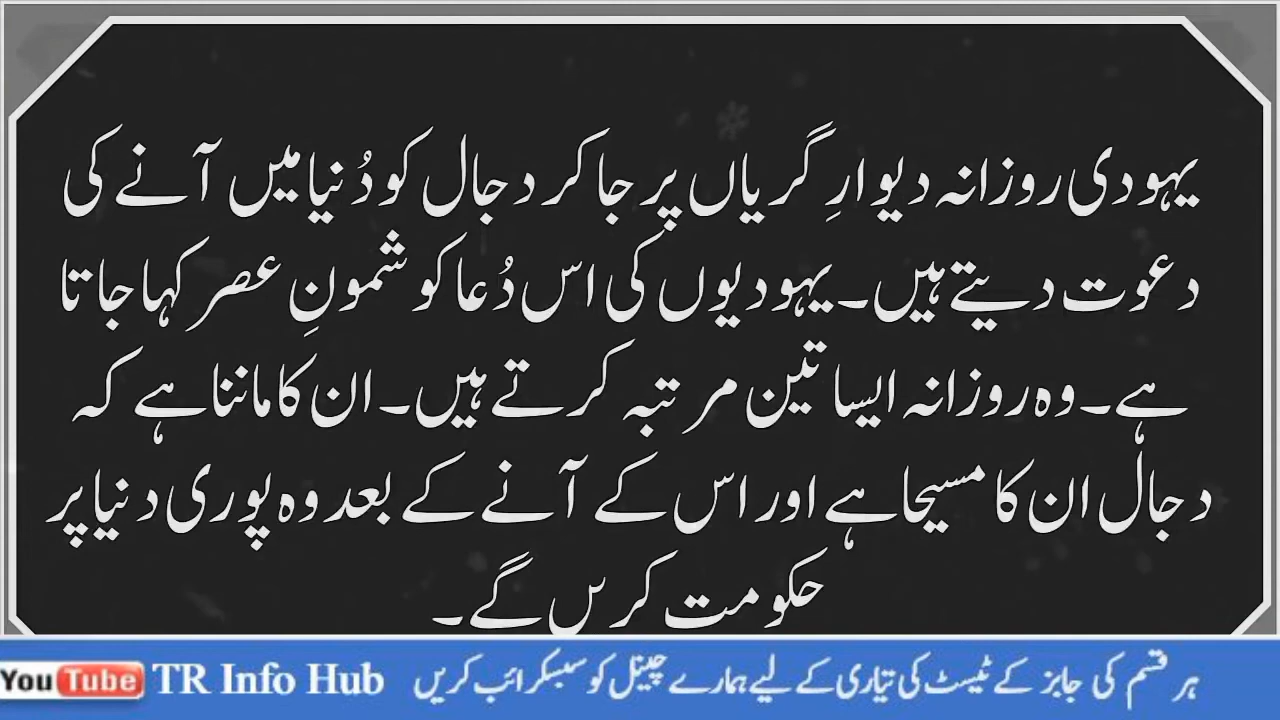 یہودی روزانہ دیوارِ گریاں پر جا کر دجال کو دُنیا میں آنے کی
دعوت دیتے ہیں۔ یہودیوں کی اس دُعا کو شمونِ عصر کہا جاتا
ہے۔ وہ روزانہ ایسا تین مرتبہ کرتے ہیں۔ ان کا ماننا ہے کہ
دجال ان کا مسیحا ہے اور اس کے آنے کے بعد وہ پوری دنیا پر
حکومت کریں گے۔
YouTube TR Info Hub ہر قسم کی جابز کے ٹیسٹ کی تیاری کے لیے ہمارے چینل کو سبسکرائب کریں